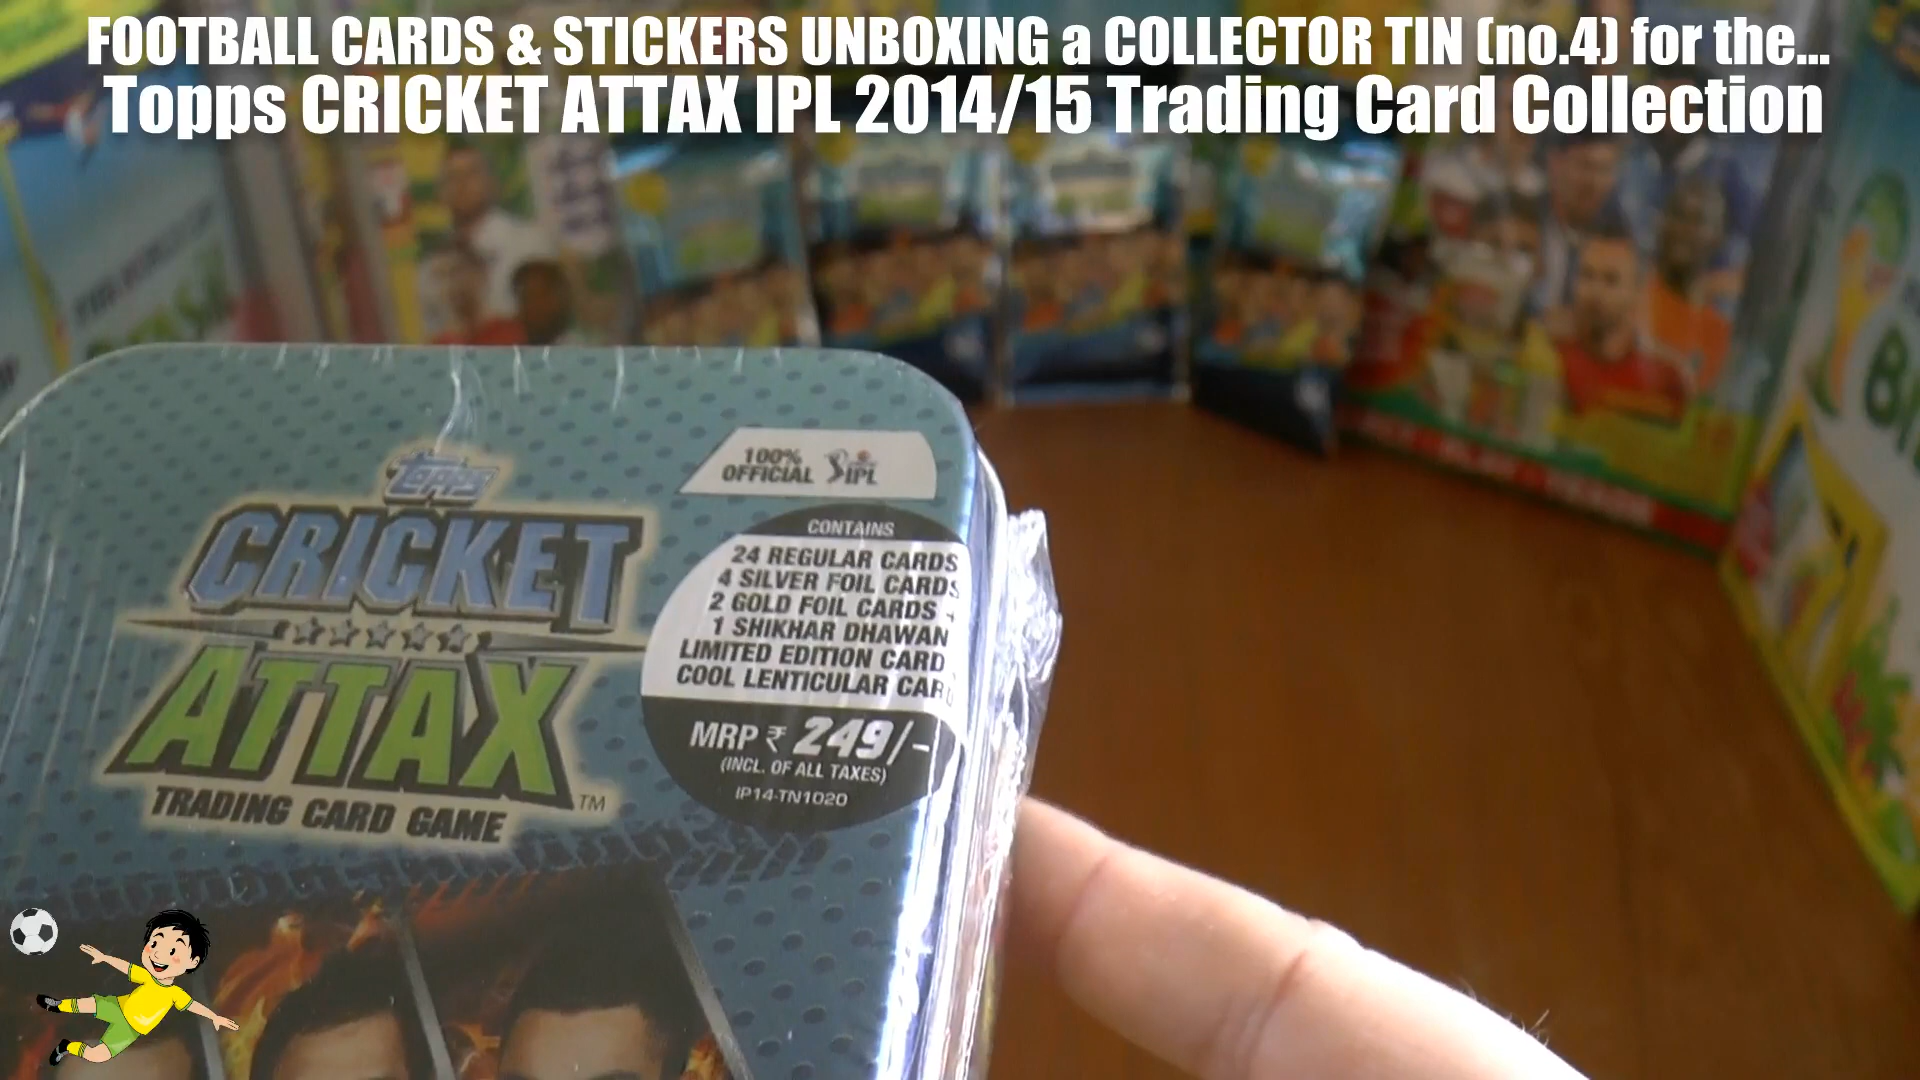 FOOTBALL CARDS & STICKERS UNBOXING a COLLECTOR TIN (no.4) for the...
Topps CRICKET ATTAX IPL 2014/15 Trading Card Collection
100%
OFFICIAL IPL
TOPPS
CRICKET
ATTAX
TRADING CARD GAME
TM
CONTAINS
24 REGULAR CARDS
4 SILVER FOIL CARDS
2 GOLD FOIL CARDS +
1 SHIKHAR DHAWAN
LIMITED EDITION CARD
COOL LENTICULAR CARD
MRP ₹ 249/-
(INCL. OF ALL TAXES)
IP14-TN1020